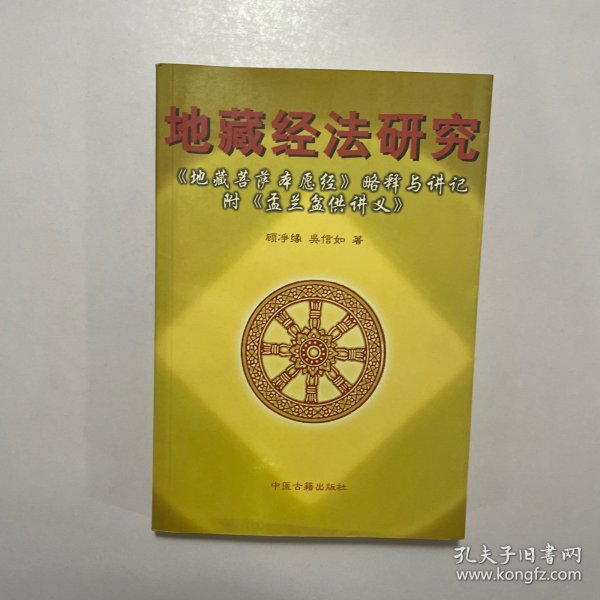 地藏经法研究
《地藏菩萨本愿经》略释与讲记
附《盂兰盆供讲义》
顾净缘 吴信如 著
中医古籍出版社
孔夫子旧书网
www.kongfz.com